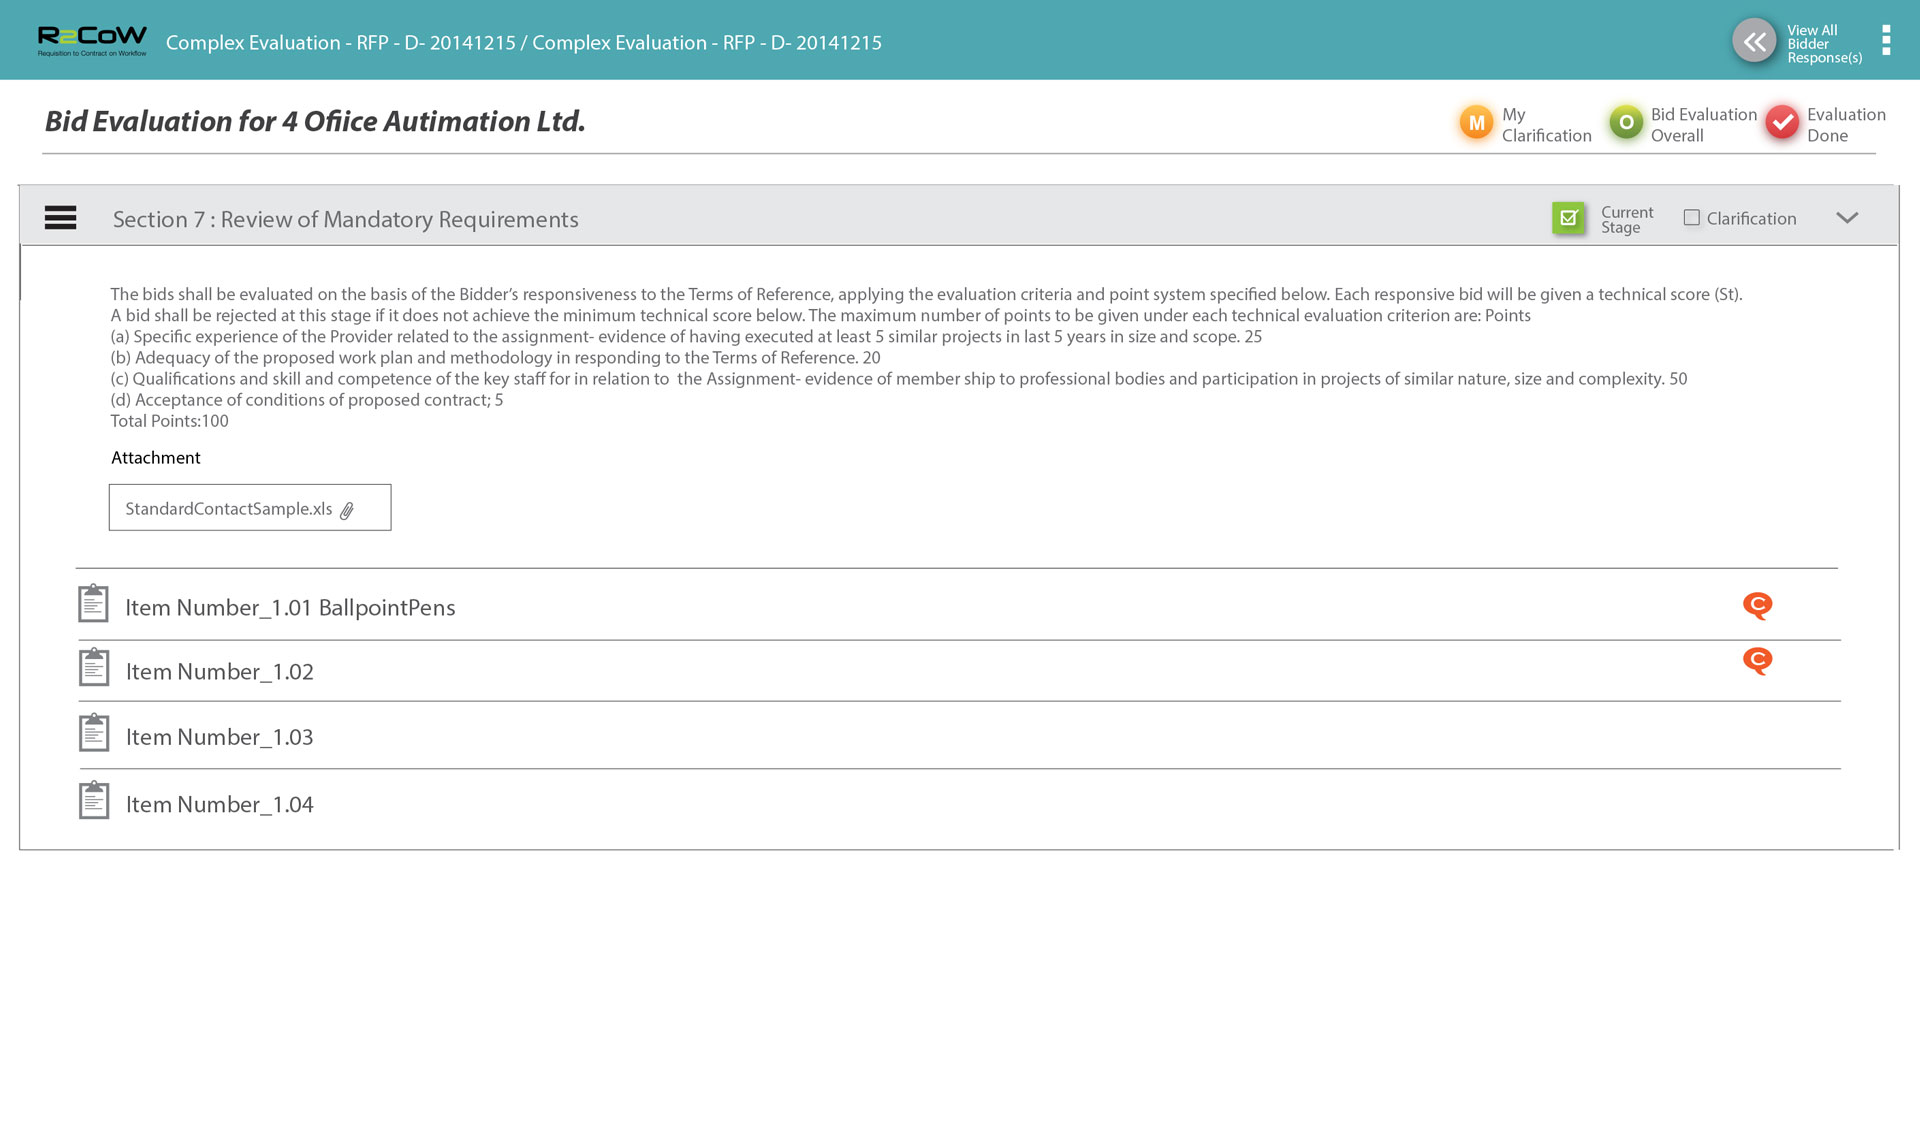 R2CoW
Requisition to Contract on Workflow
Complex Evaluation - RFP - D- 20141215 / Complex Evaluation - RFP - D- 20141215
View All
Bidder
Response(s)
Bid Evaluation for 4 Ofiice Autimation Ltd.
M
My
Clarification
O
Bid Evaluation
Overall
Evaluation
Done
Section 7 : Review of Mandatory Requirements
Current
Stage
Clarification
The bids shall be evaluated on the basis of the Bidder’s responsiveness to the Terms of Reference, applying the evaluation criteria and point system specified below. Each responsive bid will be given a technical score (St).
A bid shall be rejected at this stage if it does not achieve the minimum technical score below. The maximum number of points to be given under each technical evaluation criterion are: Points
(a) Specific experience of the Provider related to the assignment- evidence of having executed at least 5 similar projects in last 5 years in size and scope. 25
(b) Adequacy of the proposed work plan and methodology in responding to the Terms of Reference. 20
(c) Qualifications and skill and competence of the key staff for in relation to  the Assignment- evidence of member ship to professional bodies and participation in projects of similar nature, size and complexity. 50
(d) Acceptance of conditions of proposed contract; 5
Total Points:100
Attachment
StandardContactSample.xls
Item Number_1.01 BallpointPens
C
Item Number_1.02
C
Item Number_1.03
Item Number_1.04